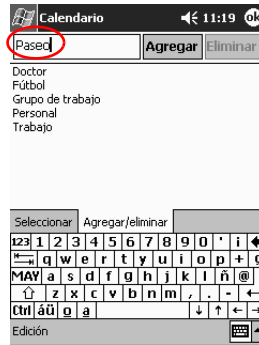 Calendario 11:19 ok
Paseo Agregar Eliminar
Doctor
Fútbol
Grupo de trabajo
Personal
Trabajo
Seleccionar Agregar/eliminar
123 1 2 3 4 5 6 7 8 9 0 ' ¡
q w e r t y u i o p +
MAY a s d f g h j k l ñ @
z x c v b n m , . -
Ctrl áü º ª
Edición